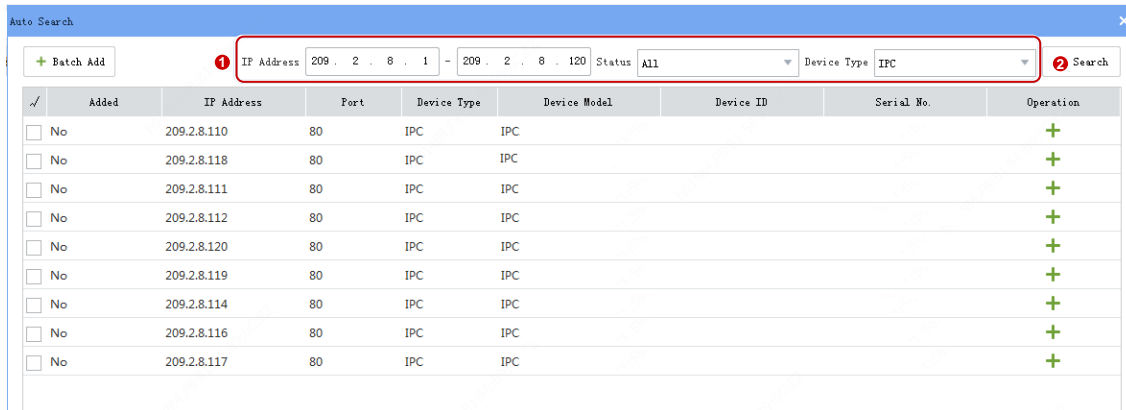 Auto Search
+ Batch Add 1 IP Address 209 . 2 . 8 . 1 - 209 . 2 . 8 . 120 Status All Device Type IPC 2 Search
√ Added IP Address Port Device Type Device Model Device ID Serial No. Operation
No 209.2.8.110 80 IPC IPC
No 209.2.8.118 80 IPC IPC
No 209.2.8.111 80 IPC IPC
No 209.2.8.112 80 IPC IPC
No 209.2.8.120 80 IPC IPC
No 209.2.8.119 80 IPC IPC
No 209.2.8.114 80 IPC IPC
No 209.2.8.116 80 IPC IPC
No 209.2.8.117 80 IPC IPC